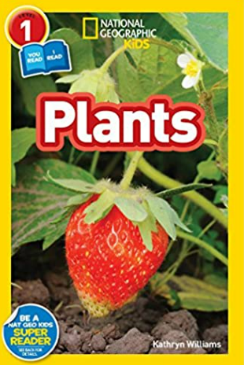 1
NATIONAL
GEOGRAPHIC
KiDS
YOU
READ
I
READ
Plants
BE A
NAT GEO KIDS
SUPER
READER
Kathryn Williams